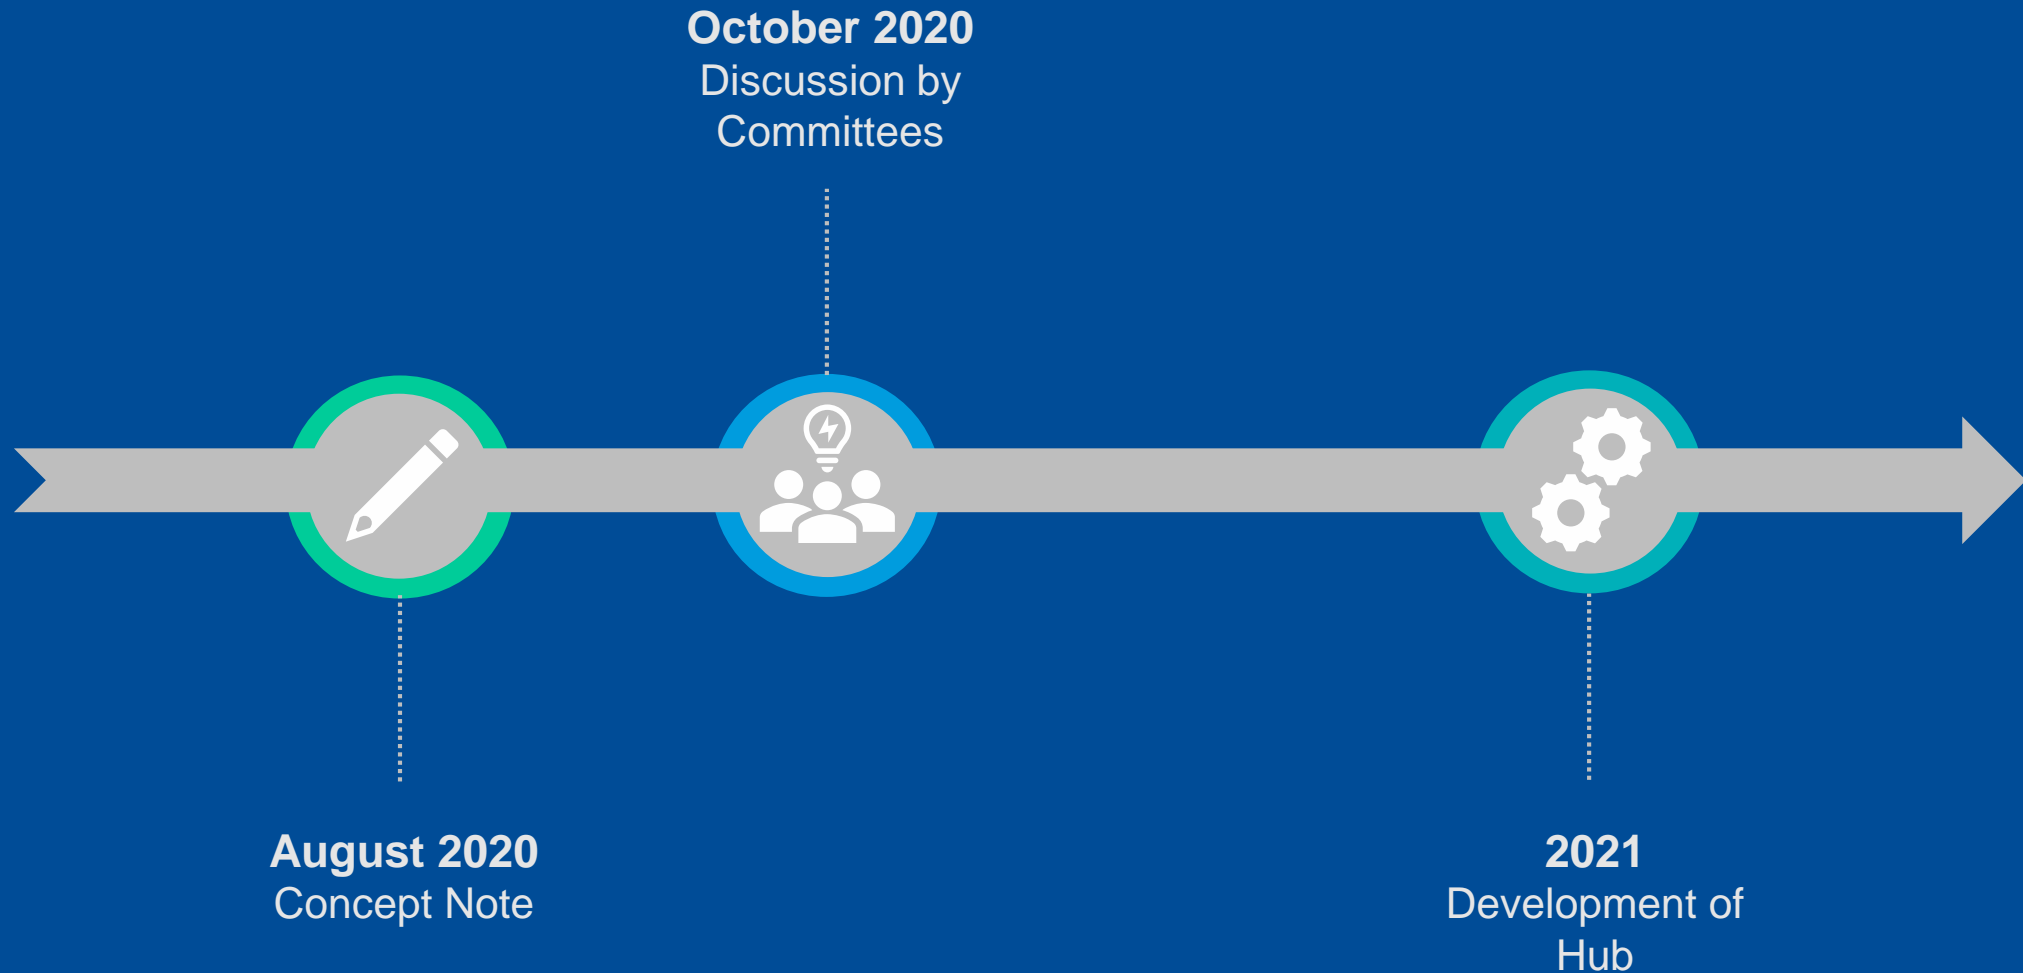 October 2020
Discussion by
Committees
August 2020
Concept Note
2021
Development of
Hub